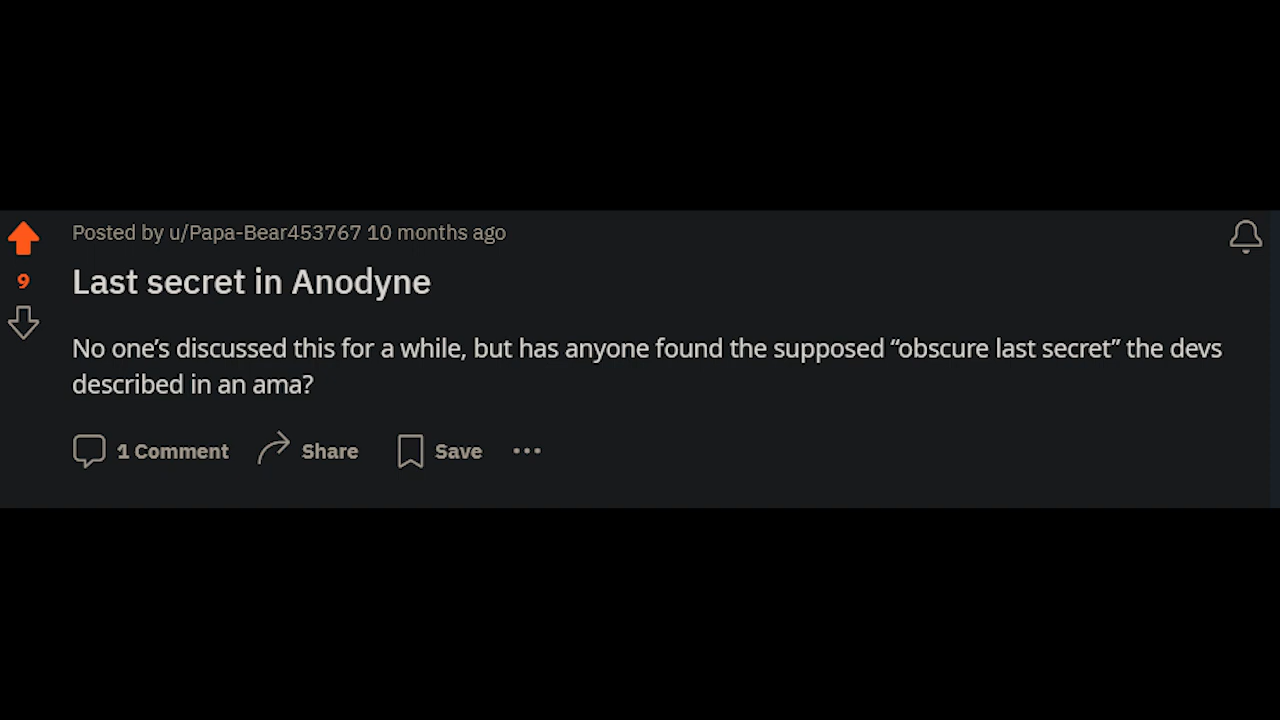 Posted by u/Papa-Bear453767 10 months ago
Last secret in Anodyne
9
No one’s discussed this for a while, but has anyone found the supposed “obscure last secret” the devs
described in an ama?
1 Comment Share Save